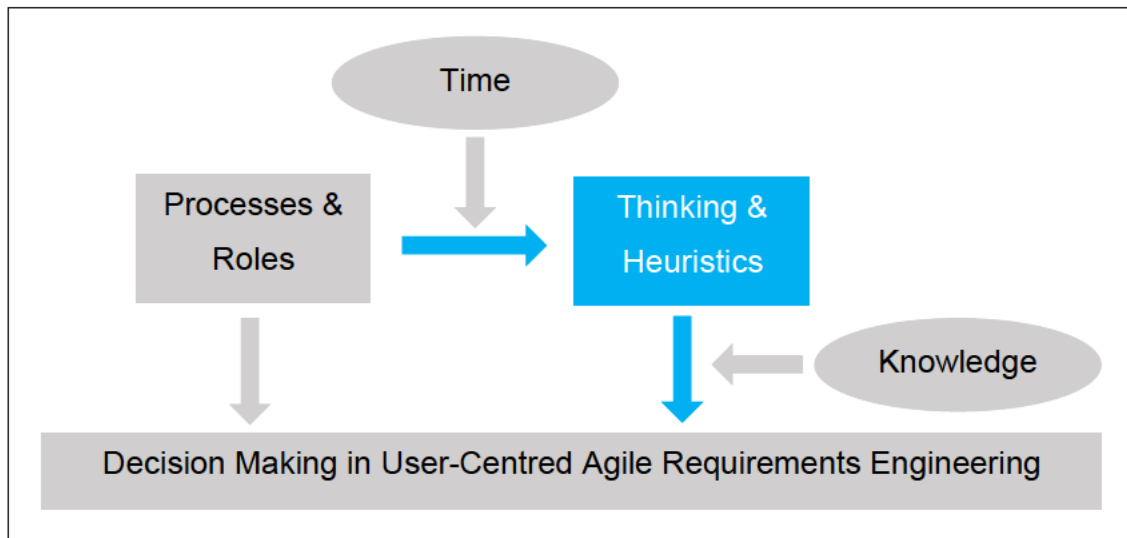 Time
Processes &
Roles
Thinking &
Heuristics
Knowledge
Decision Making in User-Centred Agile Requirements Engineering